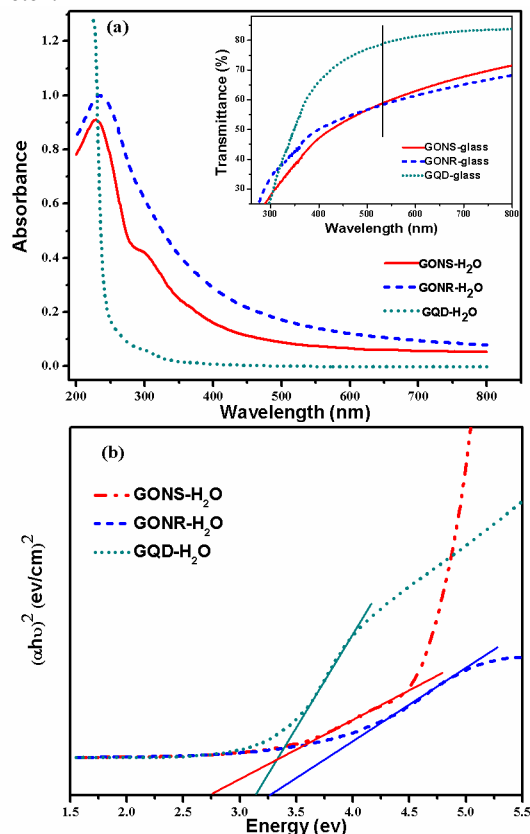 (a)
Absorbance
1.2
1.0
0.8
0.6
0.4
0.2
0.0
200 300 400 500 600 700 800
Wavelength (nm)
GONS-H2O
GONR-H2O
GQD-H2O
Transmittance (%)
80
70
60
50
40
30
300 400 500 600 700 800
Wavelength (nm)
GONS-glass
GONR-glass
GQD-glass
(b)
GONS-H2O
GONR-H2O
GQD-H2O
(αhυ)2 (ev/cm)2
1.5 2.0 2.5 3.0 3.5 4.0 4.5 5.0 5.5
Energy (ev)